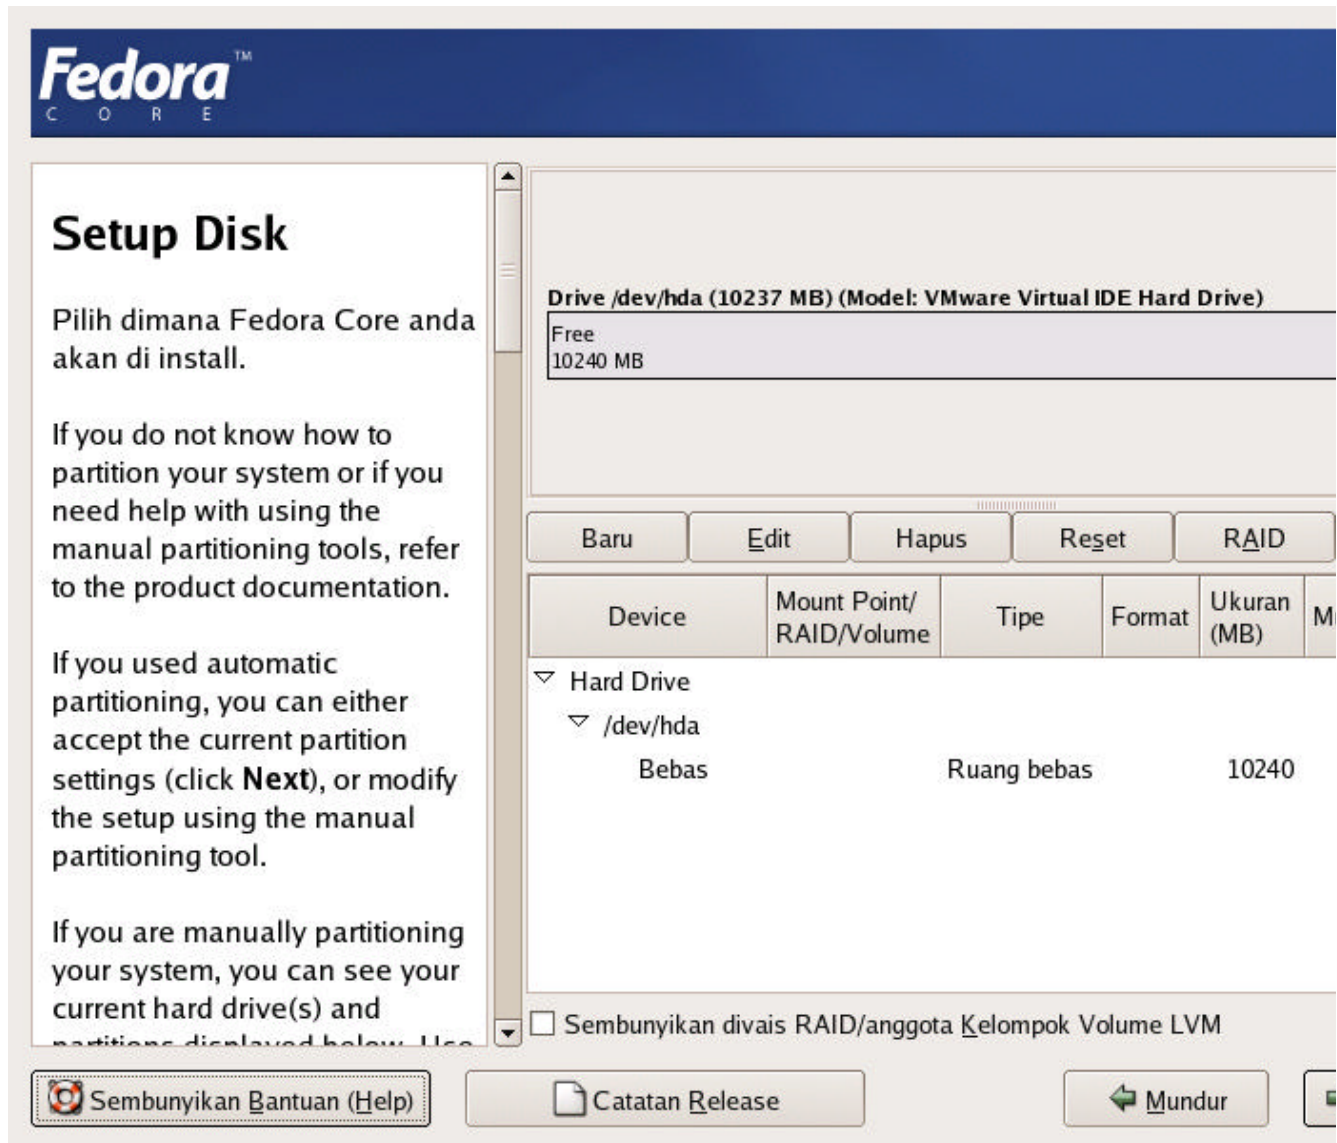 Fedora™
CORE
Setup Disk
Pilih dimana Fedora Core anda
akan di install.
If you do not know how to
partition your system or if you
need help with using the
manual partitioning tools, refer
to the product documentation.
If you used automatic
partitioning, you can either
accept the current partition
settings (click Next), or modify
the setup using the manual
partitioning tool.
If you are manually partitioning
your system, you can see your
current hard drive(s) and
partitions displayed below. Use
Drive /dev/hda (10237 MB) (Model: VMware Virtual IDE Hard Drive)
Free
10240 MB
Baru Edit Hapus Reset RAID
Device Mount Point/ RAID/Volume Tipe Format Ukuran (MB)
Hard Drive
/dev/hda
Bebas Ruang bebas 10240
Sembunyikan divais RAID/anggota Kelompok Volume LVM
Sembunyikan Bantuan (Help) Catatan Release Mundur